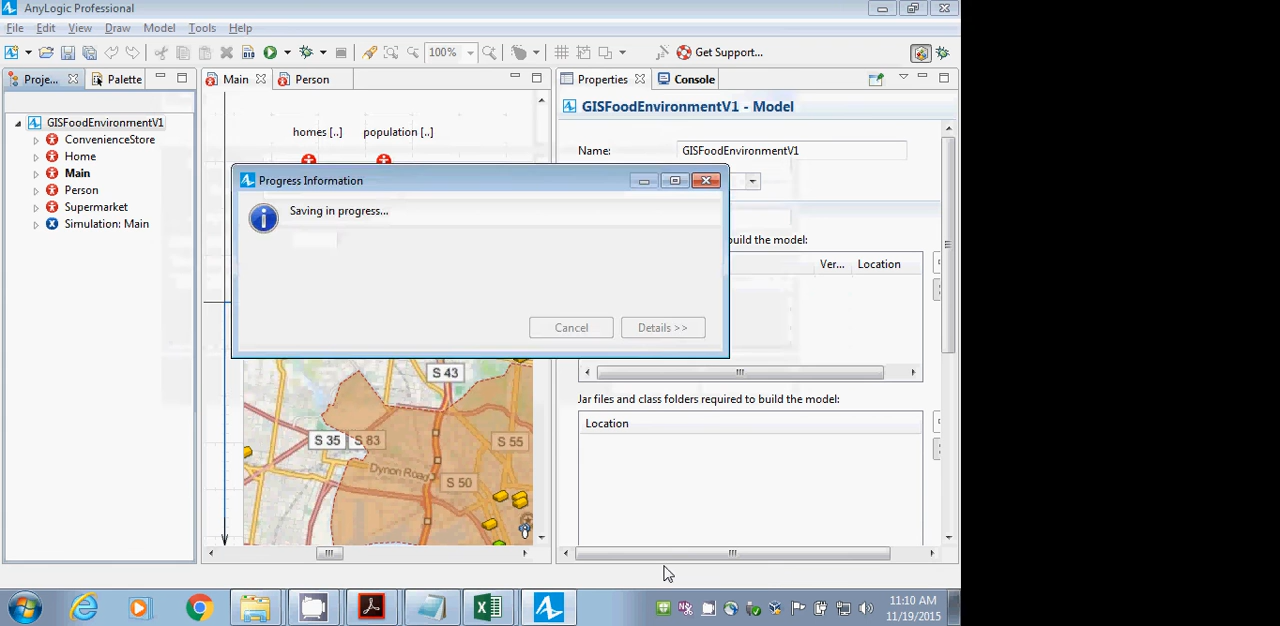 AnyLogic Professional
File Edit View Draw Model Tools Help
100% Get Support...
Proje... Palette Main Person Properties Console
GISFoodEnvironmentV1
ConvenienceStore
Home
Main
Person
Supermarket
Simulation: Main
homes [..] population [..]
GISFoodEnvironmentV1 - Model
Name: GISFoodEnvironmentV1
Progress Information
Saving in progress...
Cancel Details >>
build the model:
Ver... Location
Jar files and class folders required to build the model:
Location
S 43
S 35 S 83
S 55
Dynon Road
S 50
11:10 AM
11/19/2015